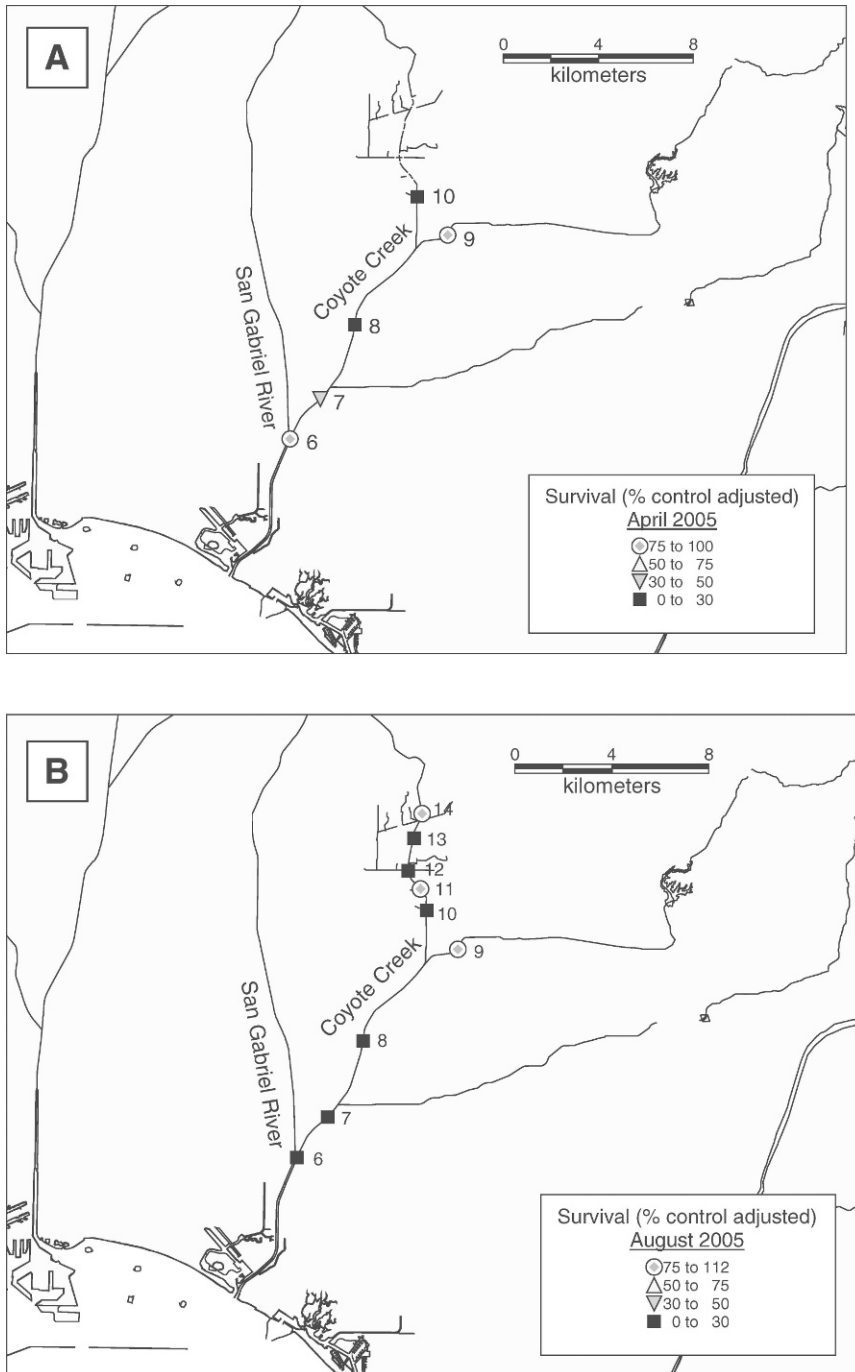 A
0 4 8
kilometers
10
9
Coyote Creek
San Gabriel River
8
7
6
Survival (% control adjusted)
April 2005
75 to 100
50 to 75
30 to 50
0 to 30
B
0 4 8
kilometers
14
13
12
11
10
9
Coyote Creek
San Gabriel River
8
7
6
Survival (% control adjusted)
August 2005
75 to 112
50 to 75
30 to 50
0 to 30